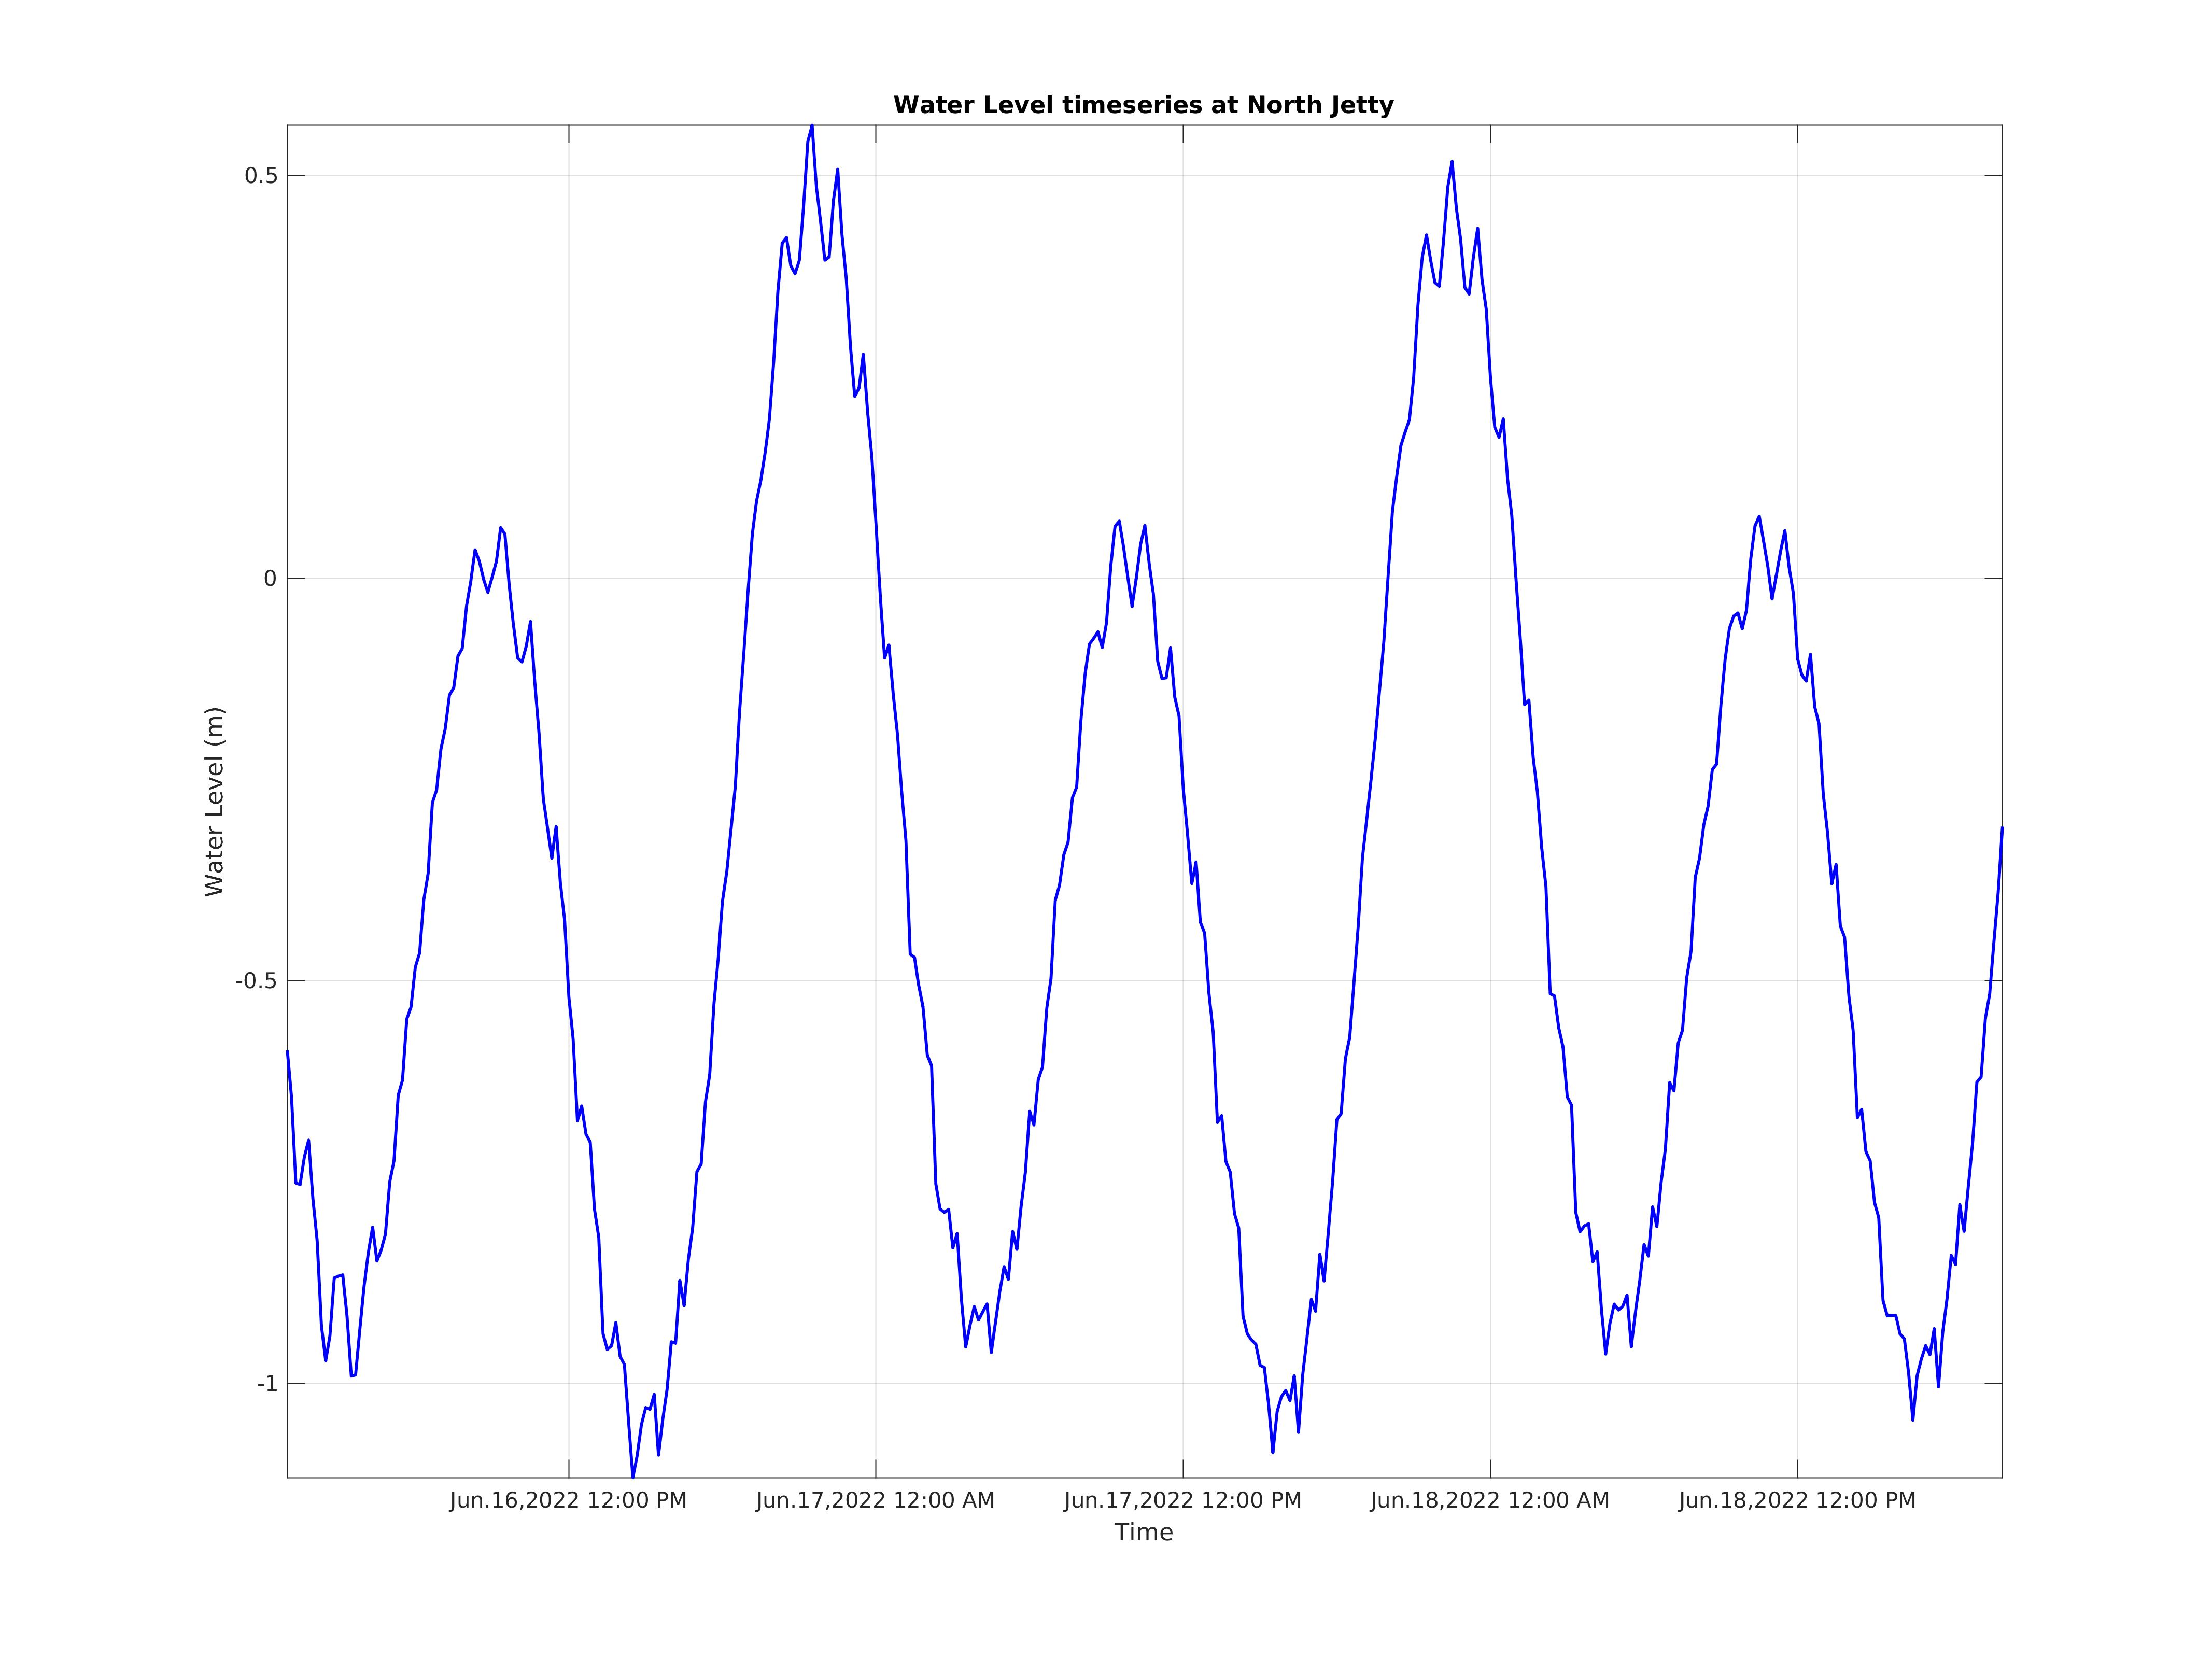 Water Level timeseries at North Jetty
0.5
0
-0.5
-1
Water Level (m)
Jun.16,2022 12:00 PM
Jun.17,2022 12:00 AM
Jun.17,2022 12:00 PM
Jun.18,2022 12:00 AM
Jun.18,2022 12:00 PM
Time